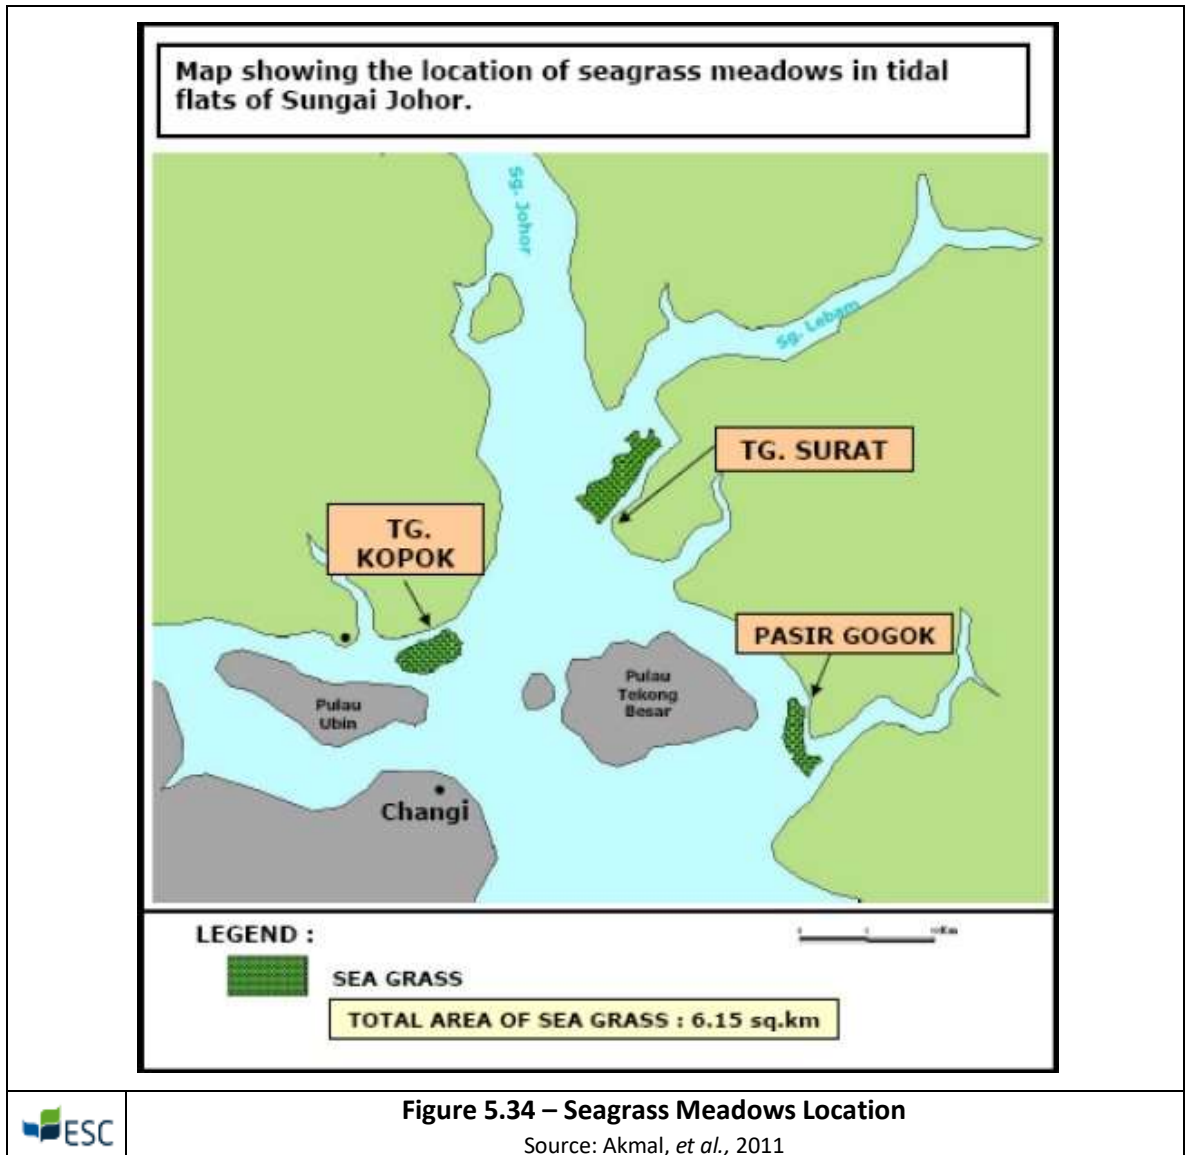 Map showing the location of seagrass meadows in tidal
flats of Sungai Johor.
Sg. Johor
Sg. Lebam
TG. SURAT
TG.
KOPOK
PASIR GOGOK
Pulau
Tekong
Besar
Pulau
Ubin
Changi
LEGEND :
SEA GRASS
TOTAL AREA OF SEA GRASS : 6.15 sq.km
ESC
Figure 5.34 – Seagrass Meadows Location
Source: Akmal, et al., 2011